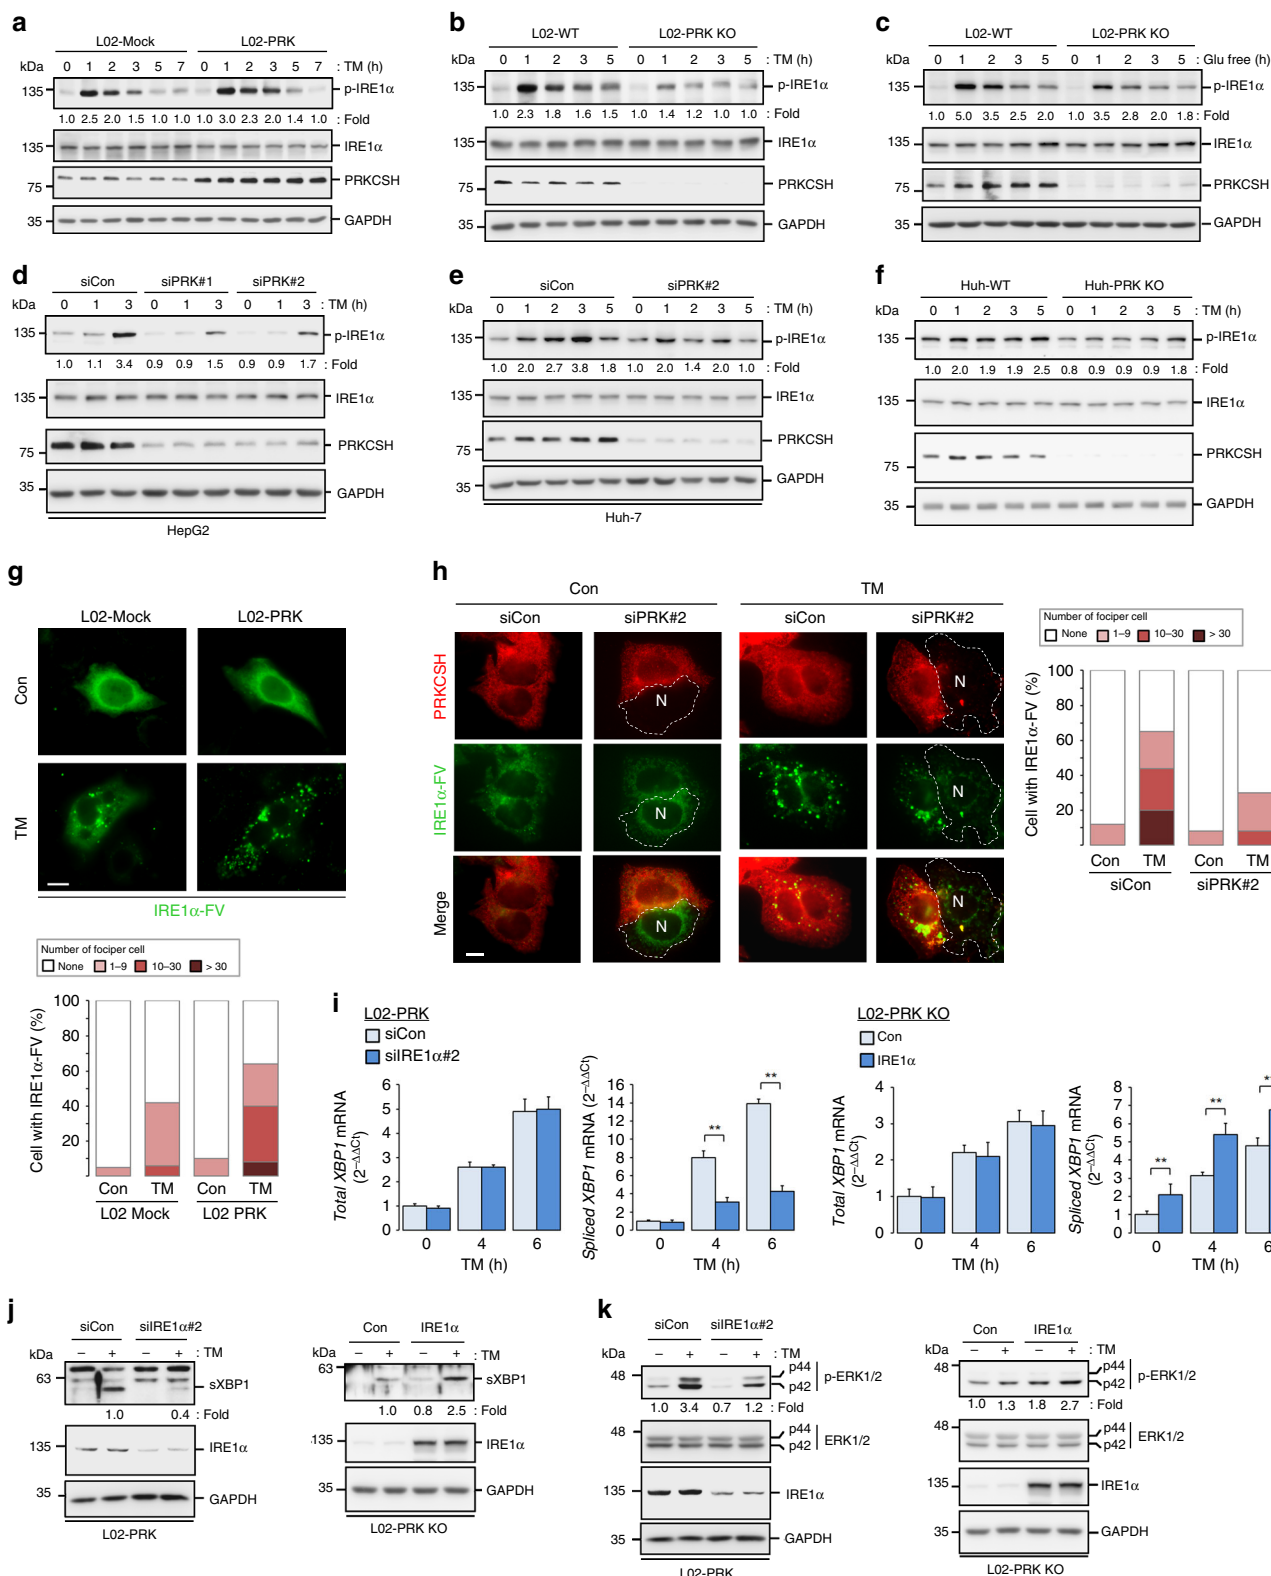 a
L02-Mock L02-PRK
kDa 0 1 2 3 5 7 0 1 2 3 5 7 : TM (h)
135 p-IRE1α
1.0 2.5 2.0 1.5 1.0 1.0 1.0 3.0 2.3 2.0 1.4 1.0 : Fold
135 IRE1α
75 PRKCSH
35 GAPDH
b
L02-WT L02-PRK KO
kDa 0 1 2 3 5 0 1 2 3 5 : TM (h)
135 p-IRE1α
1.0 2.3 1.8 1.6 1.5 1.0 1.4 1.2 1.0 1.0 : Fold
135 IRE1α
75 PRKCSH
35 GAPDH
c
L02-WT L02-PRK KO
kDa 0 1 2 3 5 0 1 2 3 5 : Glu free (h)
135 p-IRE1α
1.0 5.0 3.5 2.5 2.0 1.0 3.5 2.8 2.0 1.8 : Fold
135 IRE1α
75 PRKCSH
35 GAPDH
d
siCon siPRK#1 siPRK#2
kDa 0 1 3 0 1 3 0 1 3 : TM (h)
135 p-IRE1α
1.0 1.1 3.4 0.9 0.9 1.5 0.9 0.9 1.7 : Fold
135 IRE1α
75 PRKCSH
35 GAPDH
HepG2
e
siCon siPRK#2
kDa 0 1 2 3 5 0 1 2 3 5 : TM (h)
135 p-IRE1α
1.0 2.0 2.7 3.8 1.8 1.0 2.0 1.4 2.0 1.0 : Fold
135 IRE1α
75 PRKCSH
35 GAPDH
Huh-7
f
Huh-WT Huh-PRK KO
kDa 0 1 2 3 5 0 1 2 3 5 : TM (h)
135 p-IRE1α
1.0 2.0 1.9 1.9 2.5 0.8 0.9 0.9 0.9 1.8 : Fold
135 IRE1α
75 PRKCSH
35 GAPDH
g
L02-Mock L02-PRK
Con
TM
IRE1α-FV
Number of fociper cell
None 1–9 10–30 > 30
Cell with IRE1α-FV (%)
100
80
60
40
20
Con TM Con TM
L02 Mock L02 PRK
h
Con TM
siCon siPRK#2 siCon siPRK#2
PRKCSH
N N
IRE1α-FV
N N
Merge
N N
Number of fociper cell
None 1–9 10–30 > 30
Cell with IRE1α-FV (%)
100
80
60
40
20
Con TM Con TM
siCon siPRK#2
i
L02-PRK
siCon
siIRE1α#2
Total XBP1 mRNA (2−ΔΔCt)
6
5
4
3
2
1
0
0 4 6
TM (h)
Spliced XBP1 mRNA (2−ΔΔCt)
16
14
12
10
8
6
4
2
0
** **
0 4 6
TM (h)
L02-PRK KO
Con
IRE1α
Total XBP1 mRNA (2−ΔΔCt)
4
3
2
1
0
0 4 6
TM (h)
Spliced XBP1 mRNA (2−ΔΔCt)
8
7
6
5
4
3
2
1
0
** ** **
0 4 6
TM (h)
j
siCon siIRE1α#2
kDa – + – + : TM
63 sXBP1
1.0 0.4 : Fold
135 IRE1α
35 GAPDH
L02-PRK
Con IRE1α
kDa – + – + : TM
63 sXBP1
1.0 0.8 2.5 : Fold
135 IRE1α
35 GAPDH
L02-PRK KO
k
siCon siIRE1α#2
kDa – + – + : TM
48 p44 p42 p-ERK1/2
1.0 3.4 0.7 1.2 : Fold
48 p44 p42 ERK1/2
135 IRE1α
35 GAPDH
L02-PRK
Con IRE1α
kDa – + – + : TM
48 p44 p42 p-ERK1/2
1.0 1.3 1.8 2.7 : Fold
48 p44 p42 ERK1/2
135 IRE1α
35 GAPDH
L02-PRK KO